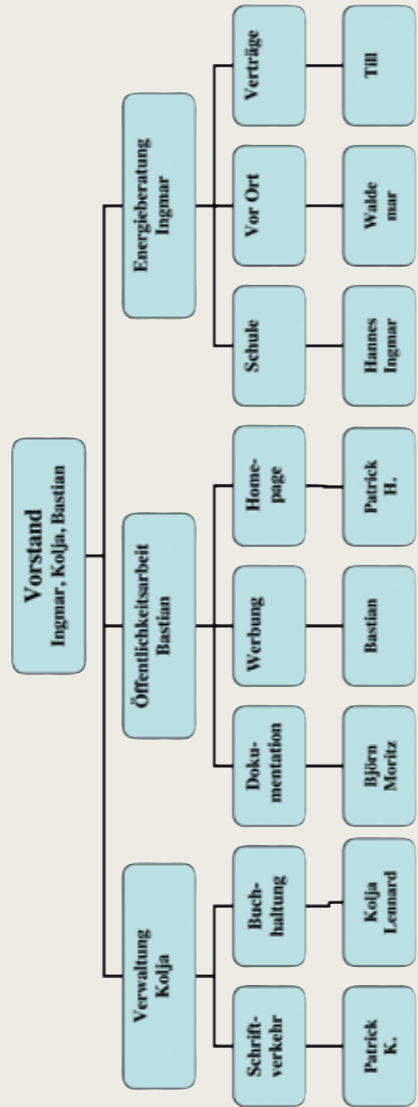 Vorstand
Ingmar, Kolja, Bastian
Verwaltung
Kolja
Öffentlichkeitsarbeit
Bastian
Energieberatung
Ingmar
Schrift-
verkehr
Buch-
haltung
Doku-
mentation
Werbung
Home-
page
Schule
Vor Ort
Verträge
Patrick
K.
Kolja
Lennard
Björn
Moritz
Bastian
Patrick
H.
Hannes
Ingmar
Walde
mar
Till